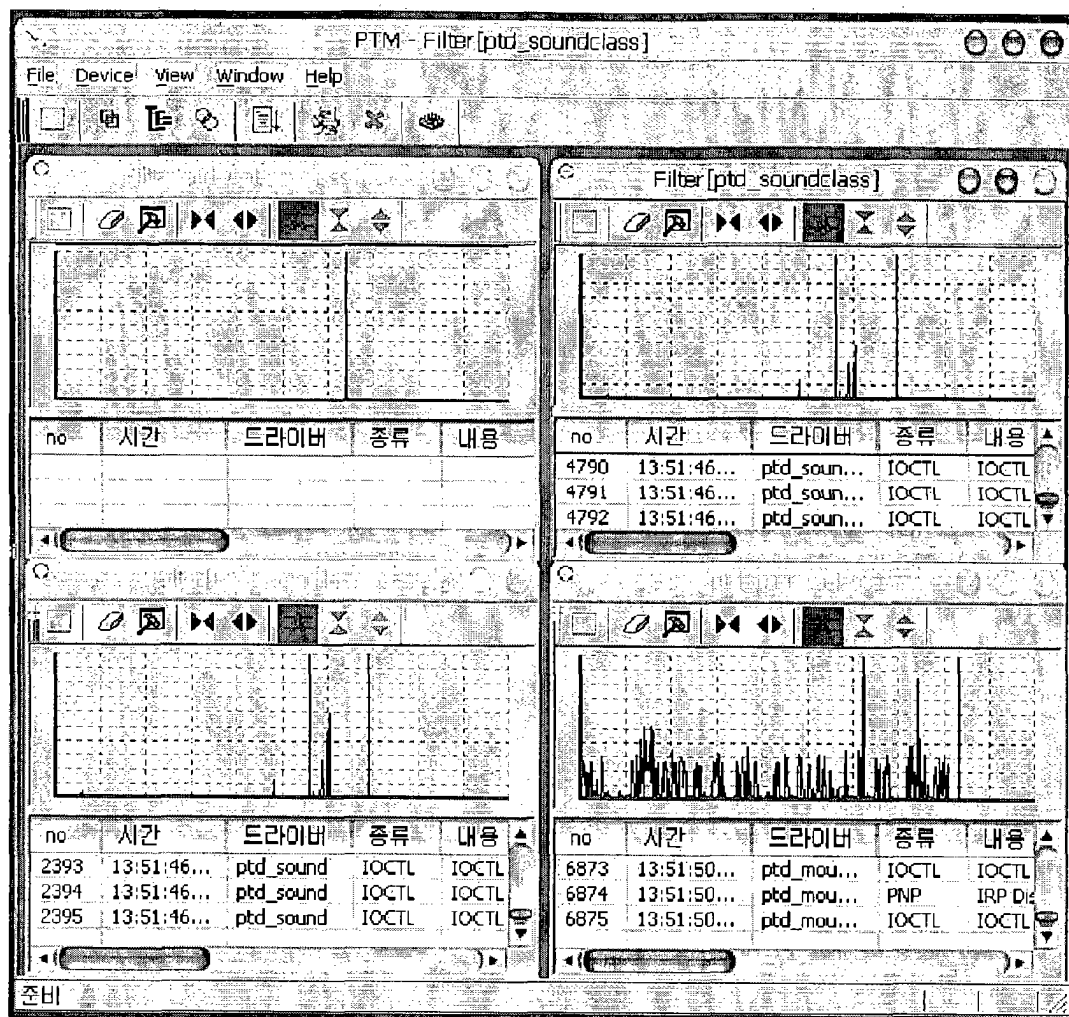 PTM - Filter[ptd_soundclass]
File Device View Window Help
Filter[ptd_soundclass]
no 시간 드라이버 종류 내용
no 시간 드라이버 종류 내용
4790 13:51:46... ptd_soun... IOCTL IOCTL
4791 13:51:46... ptd_soun... IOCTL IOCTL
4792 13:51:46... ptd_soun... IOCTL IOCTL
no 시간 드라이버 종류 내용
2393 13:51:46... ptd_sound IOCTL IOCTL
2394 13:51:46... ptd_sound IOCTL IOCTL
2395 13:51:46... ptd_sound IOCTL IOCTL
no 시간 드라이버 종류 내용
6873 13:51:50... ptd_mou... IOCTL IOCTL
6874 13:51:50... ptd_mou... PNP IRP Dis
6875 13:51:50... ptd_mou... IOCTL IOCTL
준비